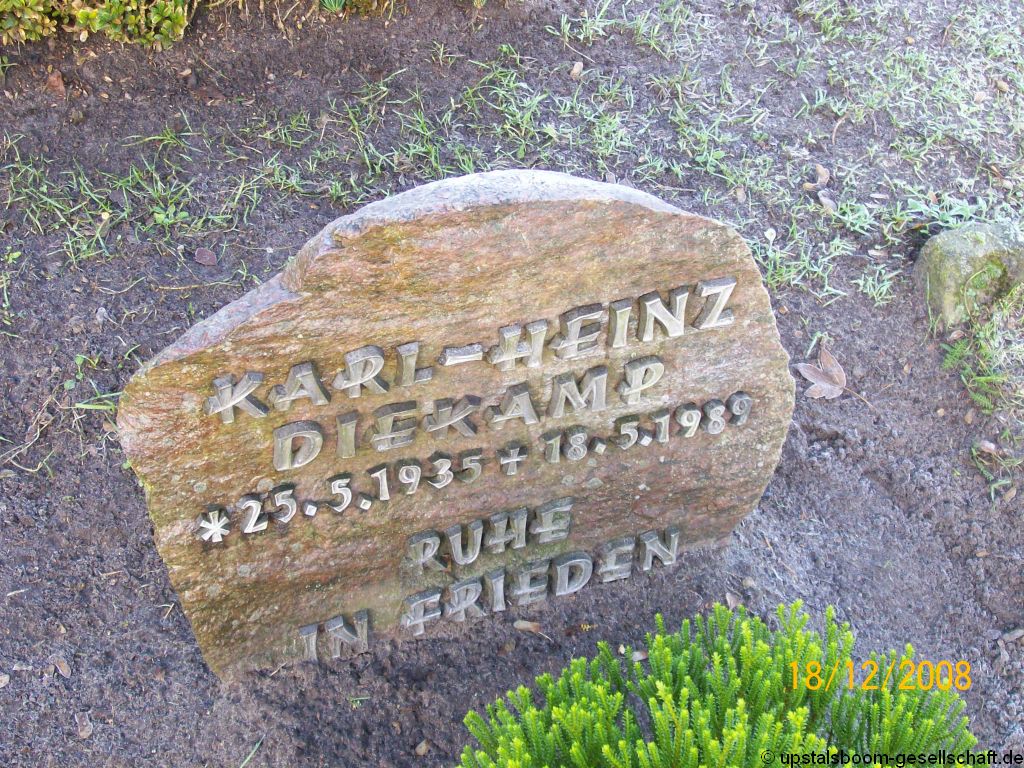 KARL-HEINZ
DIEKAMP
*25.5.1935 + 18.5.1989
RUHE
IN FRIEDEN
18/12/2008
© upstalsboom-gesellschaft.de